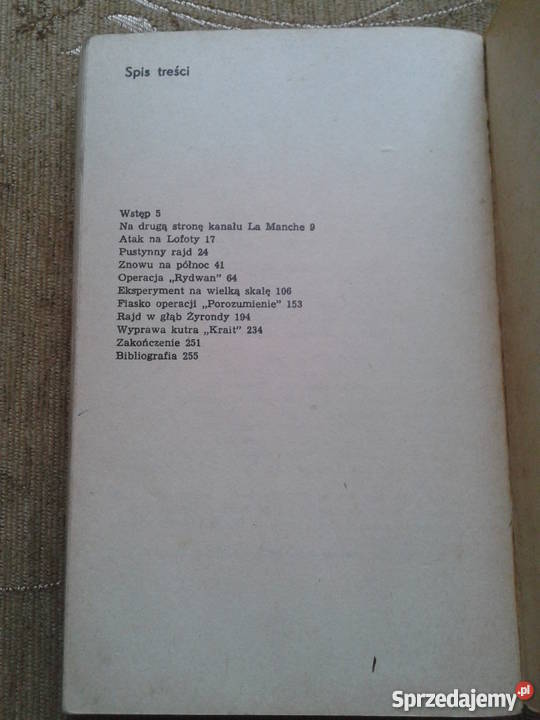 Spis treści
Wstęp 5
Na drugą stronę kanału La Manche 9
Atak na Lofoty 17
Pustynny rajd 24
Znowu na północ 41
Operacja „Rydwan" 64
Eksperyment na wielką skalę 106
Fiasko operacji „Porozumienie" 153
Rajd w głąb Żyrondy 194
Wyprawa kutra „Krait" 234
Zakończenie 251
Bibliografia 255
Sprzedajemy.pl